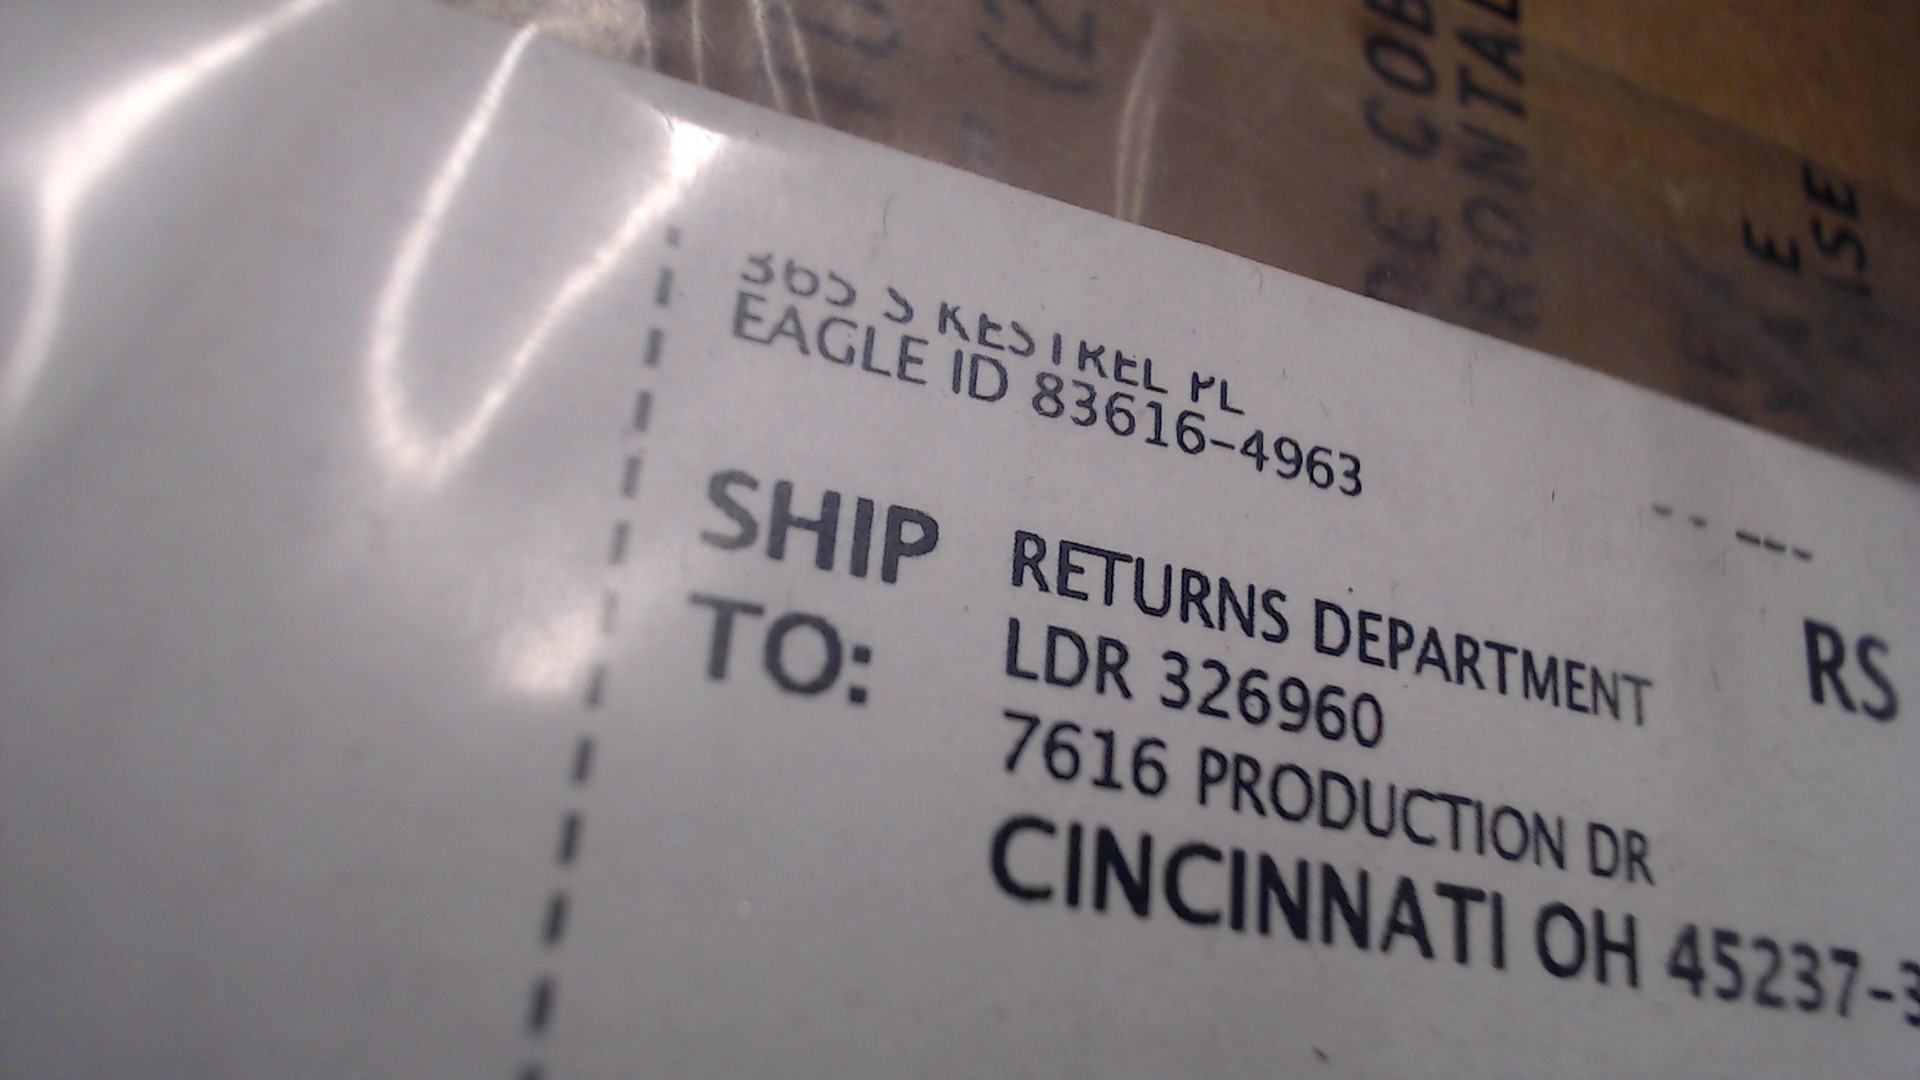 365 S KESTREL PL
EAGLE ID 83616-4963
SHIP TO:
RETURNS DEPARTMENT
LDR 326960
7616 PRODUCTION DR
CINCINNATI OH 45237-3
RS